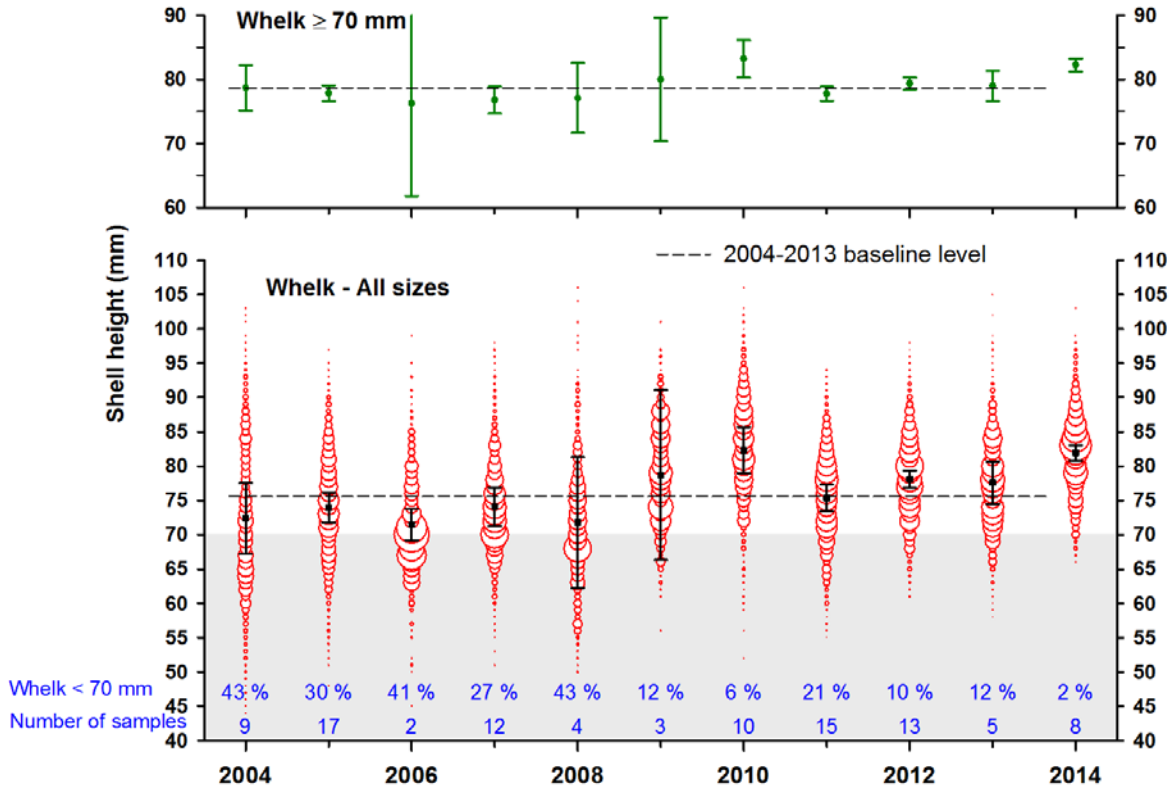 Whelk ≥ 70 mm
90 90
80 80
70 70
60 60
Shell height (mm)
110 110
2004-2013 baseline level
105 105
Whelk - All sizes
100 100
95 95
90 90
85 85
80 80
75 75
70 70
65 65
60 60
55 55
50 50
Whelk < 70 mm 43 % 30 % 41 % 27 % 43 % 12 % 6 % 21 % 10 % 12 % 2 %
45 45
Number of samples 9 17 2 12 4 3 10 15 13 5 8
40 40
2004 2006 2008 2010 2012 2014